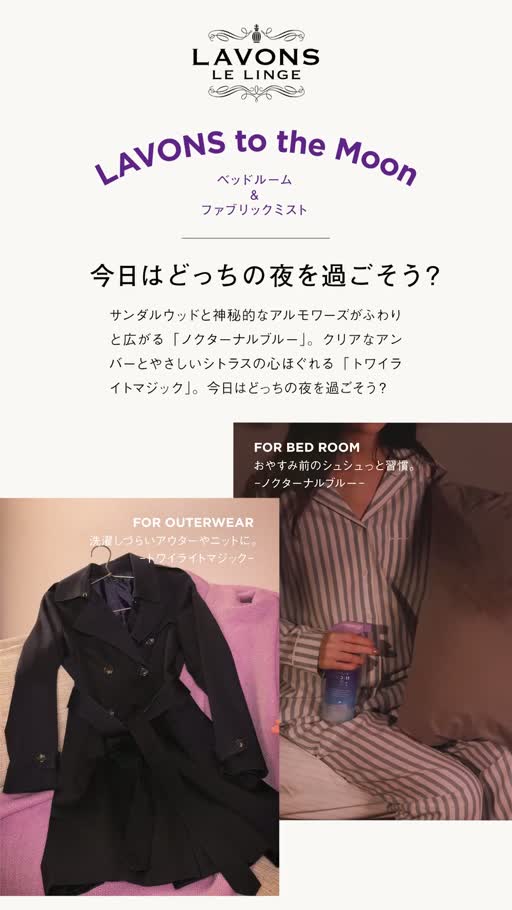 LAVONS
LE LINGE
LAVONS to the Moon
ベッドルーム
&
ファブリックミスト
今日はどっちの夜を過ごそう?
サンダルウッドと神秘的なアルモワーズがふわり
と広がる「ノクターナルブルー」。クリアなアン
バーとやさしいシトラスの心ほぐれる「トワイラ
イトマジック」。今日はどっちの夜を過ごそう?
FOR BED ROOM
おやすみ前のシュシュっと習慣。
−ノクターナルブルー−
FOR OUTERWEAR
洗濯しづらいアウターやニットに。
−トワイライトマジック−